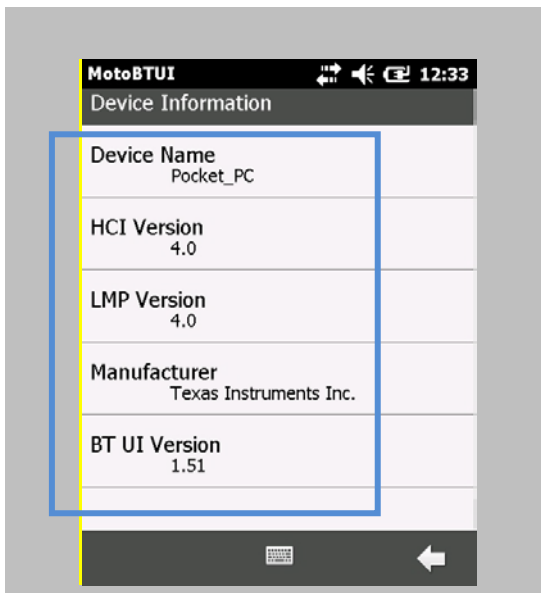 MotoBTUI 12:33
Device Information
Device Name
Pocket_PC
HCI Version
4.0
LMP Version
4.0
Manufacturer
Texas Instruments Inc.
BT UI Version
1.51